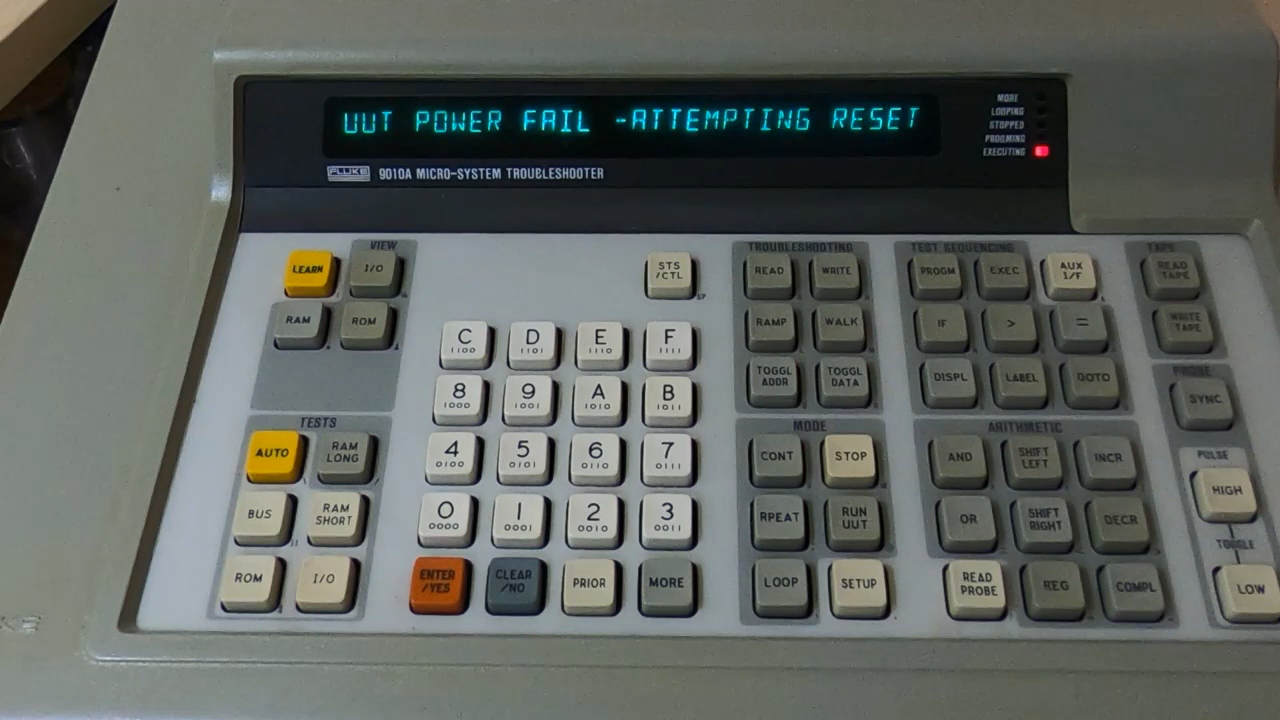 UUT POWER FAIL -ATTEMPTING RESET
MORE
LOOPING
STOPPED
PROGMING
EXECUTING
FLUKE 9010A MICRO-SYSTEM TROUBLESHOOTER
VIEW
LEARN I/O
RAM ROM
TESTS
AUTO RAM LONG
BUS RAM SHORT
ROM I/O
STS /CTL
C 1100 D 1101 E 1110 F 1111
8 1000 9 1001 A 1010 B 1011
4 0100 5 0101 6 0110 7 0111
0 0000 1 0001 2 0010 3 0011
ENTER /YES CLEAR /NO PRIOR MORE
TROUBLESHOOTING
READ WRITE
RAMP WALK
TOGGL ADDR TOGGL DATA
MODE
CONT STOP
RPEAT RUN UUT
LOOP SETUP
TEST SEQUENCING
PROGM EXEC AUX I/F
IF > =
DISPL LABEL GOTO
ARITHMETIC
AND SHIFT LEFT INCR
OR SHIFT RIGHT DECR
READ PROBE REG COMPL
TAPE
READ TAPE
WRITE TAPE
PROBE
SYNC
PULSE
HIGH
TOGGLE
LOW